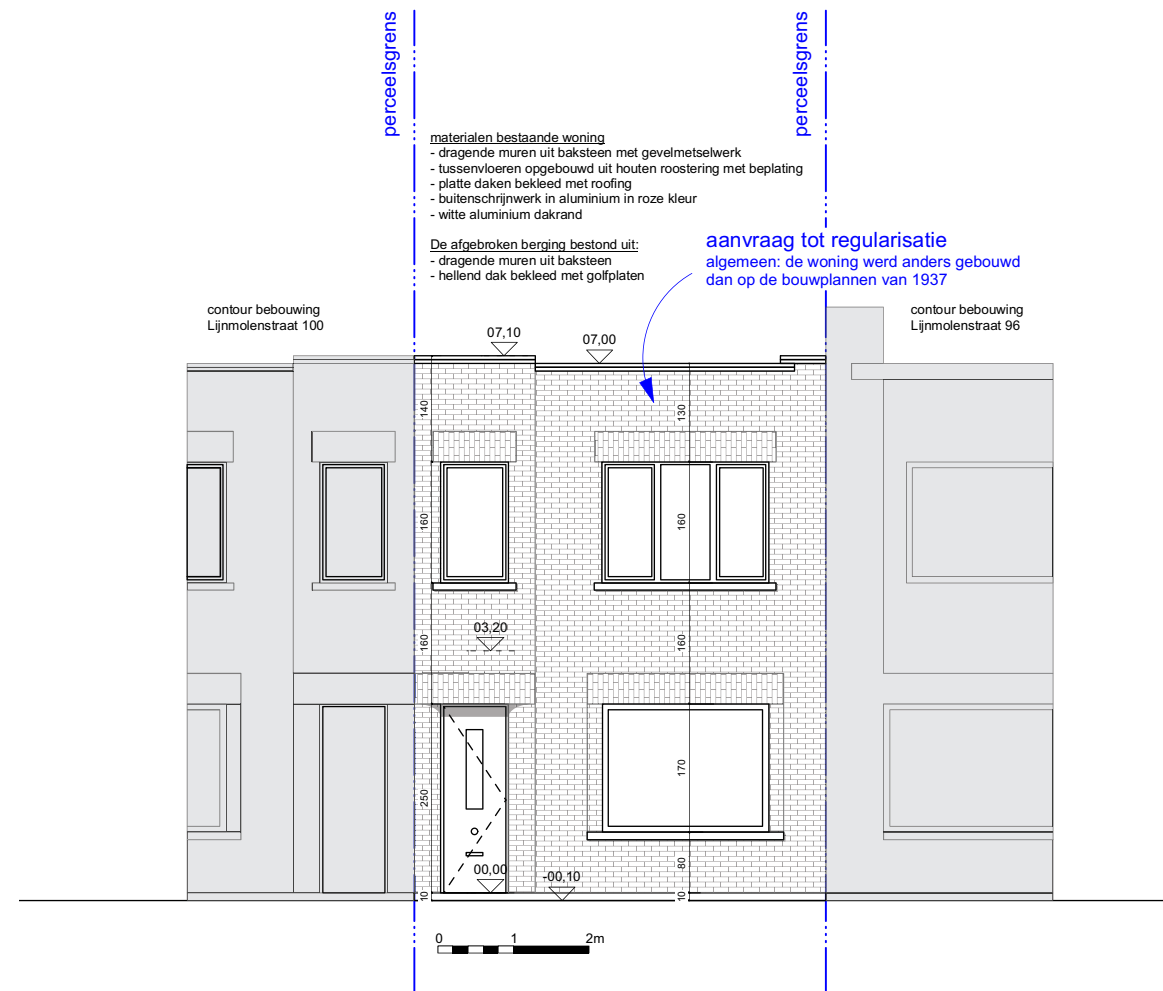 perceelsgrens
perceelsgrens
materialen bestaande woning
- dragende muren uit baksteen met gevelmetselwerk
- tussenvloeren opgebouwd uit houten roostering met beplating
- platte daken bekleed met roofing
- buitenschrijnwerk in aluminium in roze kleur
- witte aluminium dakrand
De afgebroken berging bestond uit:
- dragende muren uit baksteen
- hellend dak bekleed met golfplaten
aanvraag tot regularisatie
algemeen: de woning werd anders gebouwd
dan op de bouwplannen van 1937
contour bebouwing
Lijnmolenstraat 100
contour bebouwing
Lijnmolenstraat 96
07,10
07,00
140
130
160
160
03,20
160
160
250
170
80
00,00
-00,10
10
10
0 1 2m